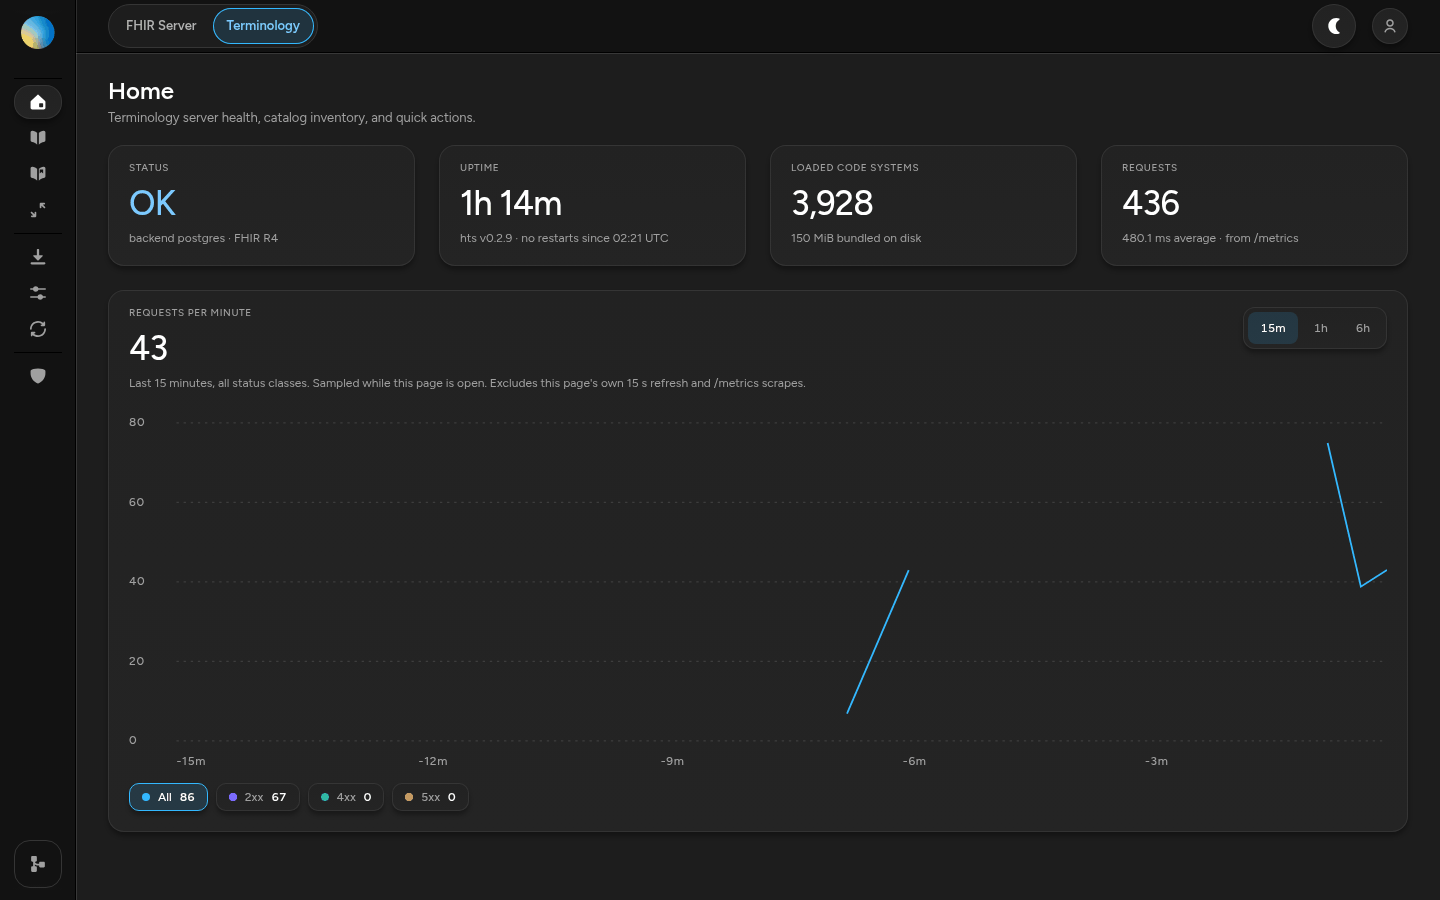 FHIR Server
Terminology
Home
Terminology server health, catalog inventory, and quick actions.
STATUS
OK
backend postgres · FHIR R4
UPTIME
1h 14m
hts v0.2.9 · no restarts since 02:21 UTC
LOADED CODE SYSTEMS
3,928
150 MiB bundled on disk
REQUESTS
436
480.1 ms average · from /metrics
REQUESTS PER MINUTE
43
Last 15 minutes, all status classes. Sampled while this page is open. Excludes this page's own 15 s refresh and /metrics scrapes.
15m 1h 6h
80
60
40
20
0
-15m -12m -9m -6m -3m
All 86 2xx 67 4xx 0 5xx 0